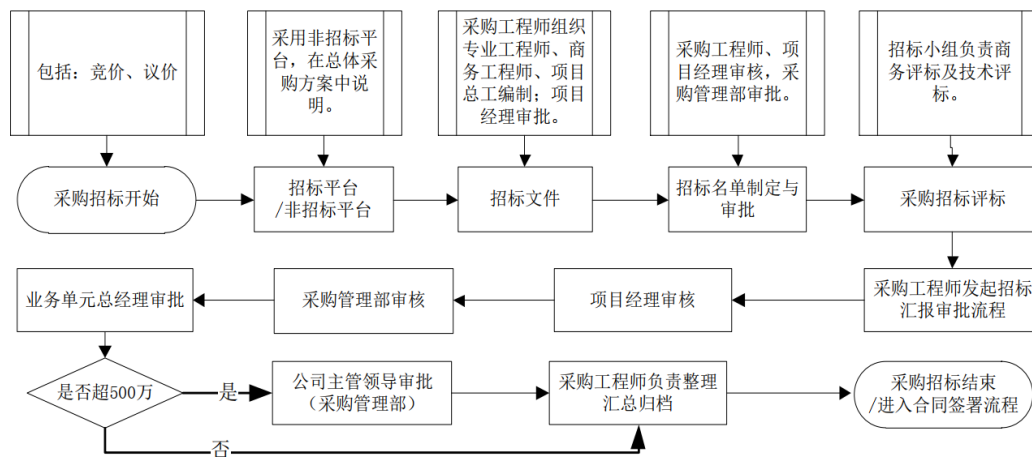 包括：竞价、议价
采用非招标平
台，在总体采
购方案中说
明。
采购工程师组织
专业工程师、商
务工程师、项目
总工编制；项目
经理审批。
采购工程师、项
目经理审核，采
购管理部审批。
招标小组负责商
务评标及技术评
标。
采购招标开始
招标平台
/非招标平台
招标文件
招标名单制定与
审批
采购招标评标
业务单元总经理审批
采购管理部审核
项目经理审核
采购工程师发起招标
汇报审批流程
是否超500万
是
公司主管领导审批
（采购管理部）
采购工程师负责整理
汇总归档
采购招标结束
/进入合同签署流程
否